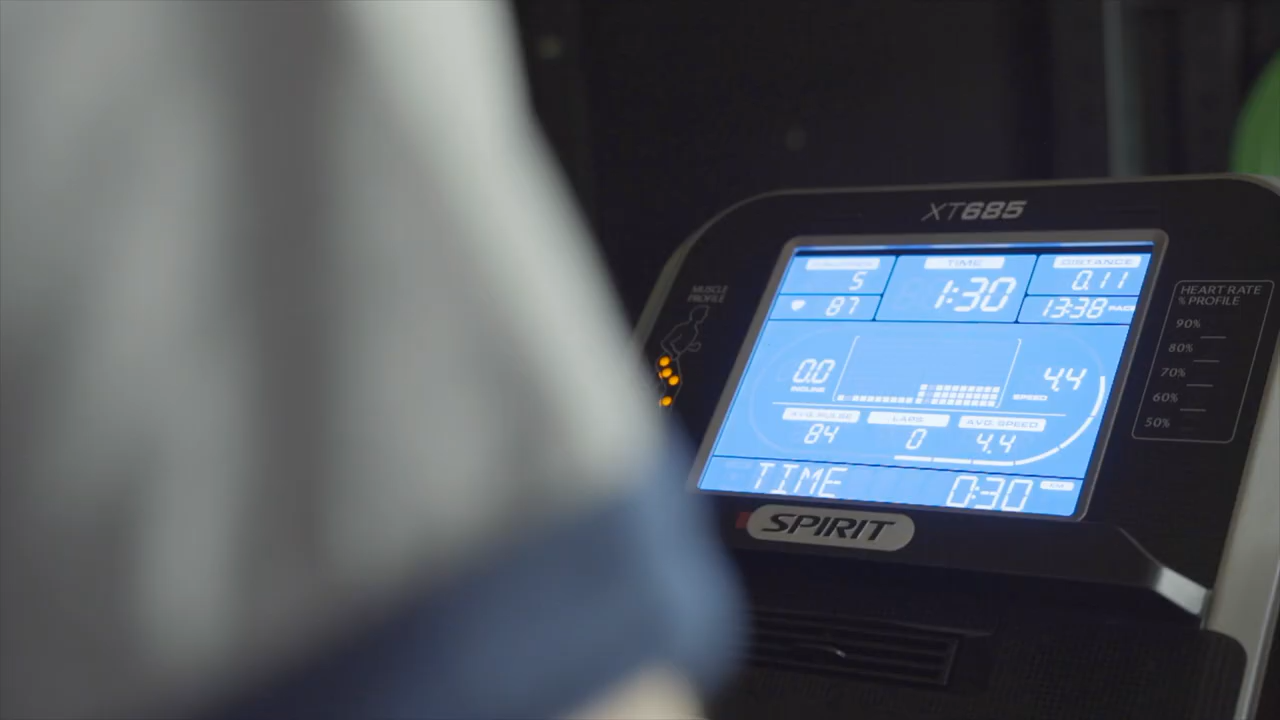 XT685
TIME
DISTANCE
5
1:30
0.11
87
13:38 PACE
MUSCLE
PROFILE
HEART RATE
% PROFILE
90%
80%
70%
60%
50%
0.0
INCLINE
4.4
SPEED
AVG PULSE
LAPS
AVG. SPEED
84
0
4.4
TIME
0:30
SPIRIT